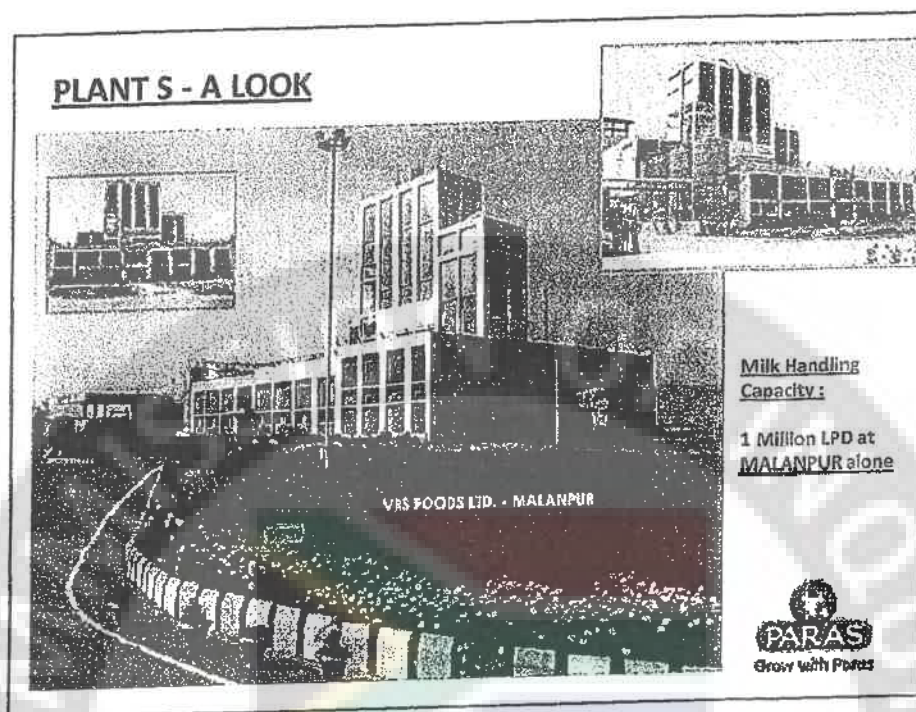 PLANT S - A LOOK
Milk Handling
Capacity :
1 Million LPD at
MALANPUR alone
VRS FOODS LTD. - MALANPUR
PARAS
Grow with Paras